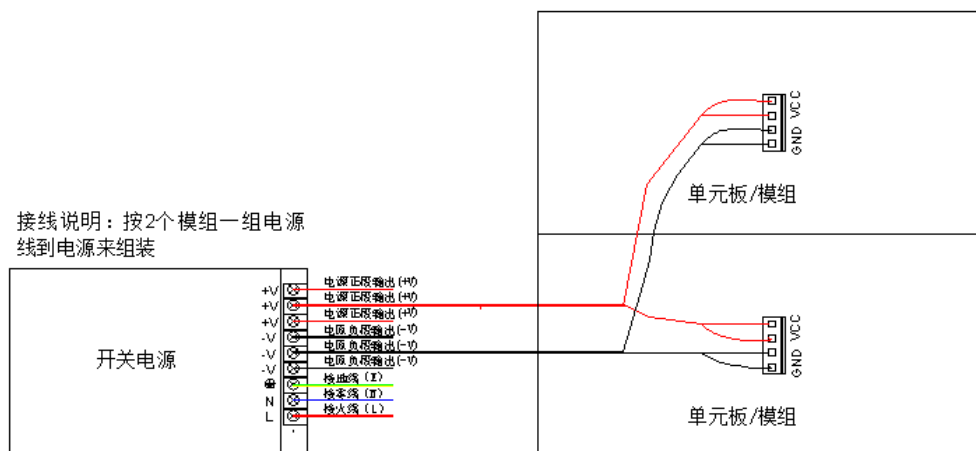 VCC
GND
单元板/模组
接线说明：按2个模组一组电源
线到电源来组装
开关电源
+V 电源正极输出(+V)
+V 电源正极输出(+V)
+V 电源正极输出(+V)
-V 电原负极输出(-V)
-V 电原负极输出(-V)
-V 电原负极输出(-V)
接地线(E)
N 接零线(N)
L 接火线(L)
VCC
GND
单元板/模组